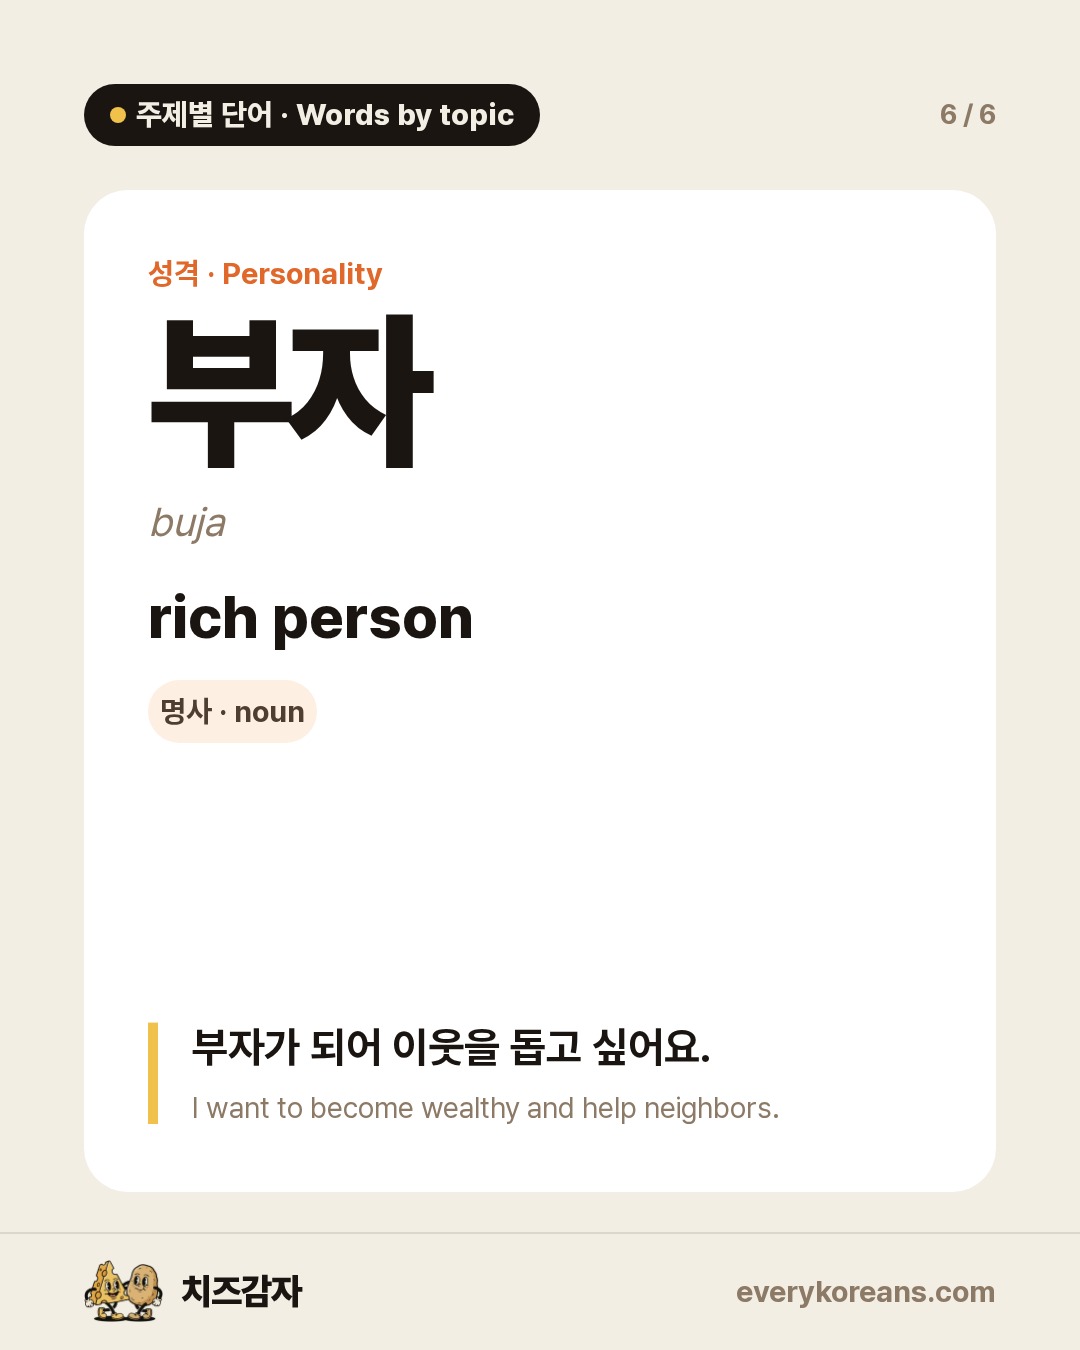 주제별 단어 · Words by topic
6 / 6
성격 · Personality
부자
buja
rich person
명사 · noun
부자가 되어 이웃을 돕고 싶어요.
I want to become wealthy and help neighbors.
치즈감자
everykoreans.com